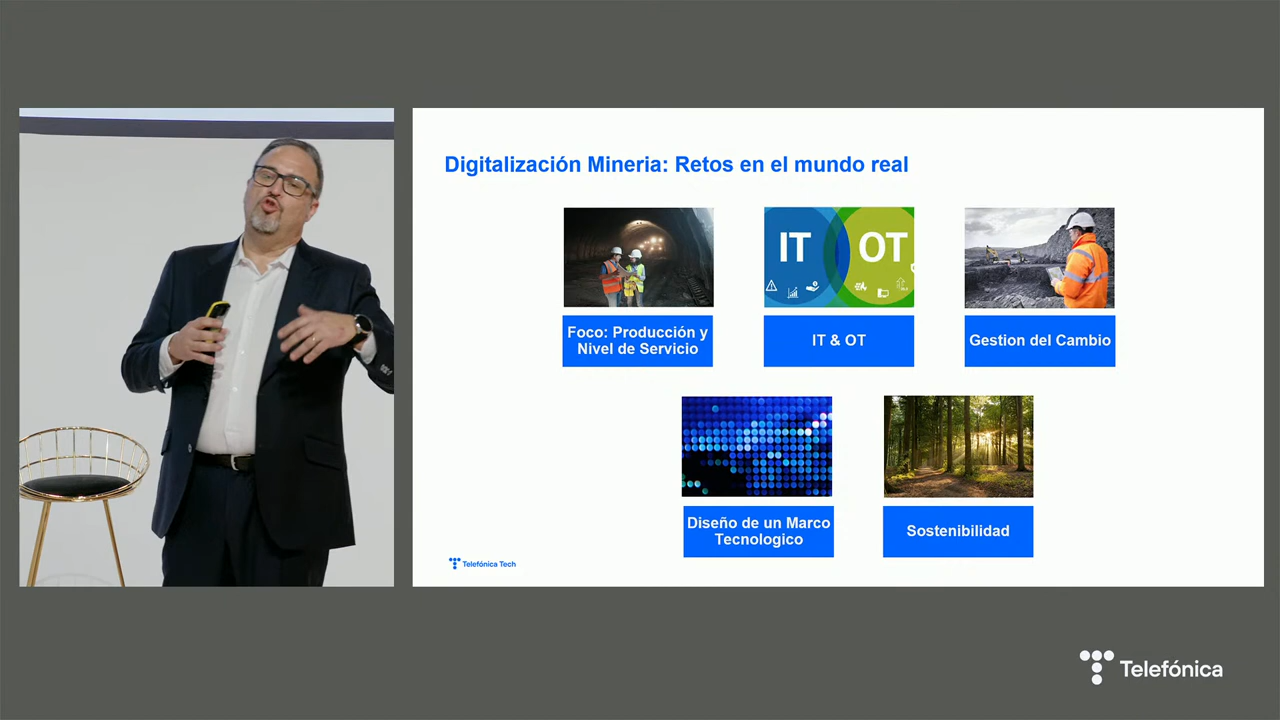 Digitalización Mineria: Retos en el mundo real
IT
OT
Foco: Producción y
Nivel de Servicio
IT & OT
Gestion del Cambio
Diseño de un Marco
Tecnologico
Sostenibilidad
Telefónica Tech
Telefónica